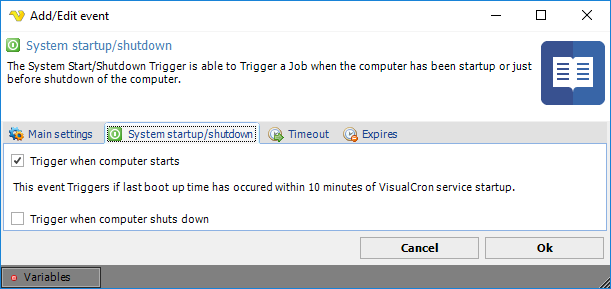 Add/Edit event
System startup/shutdown
The System Start/Shutdown Trigger is able to Trigger a Job when the computer has been startup or just
before shutdown of the computer.
Main settings System startup/shutdown Timeout Expires
Trigger when computer starts
This event Triggers if last boot up time has occured within 10 minutes of VisualCron service startup.
Trigger when computer shuts down
Cancel Ok
Variables